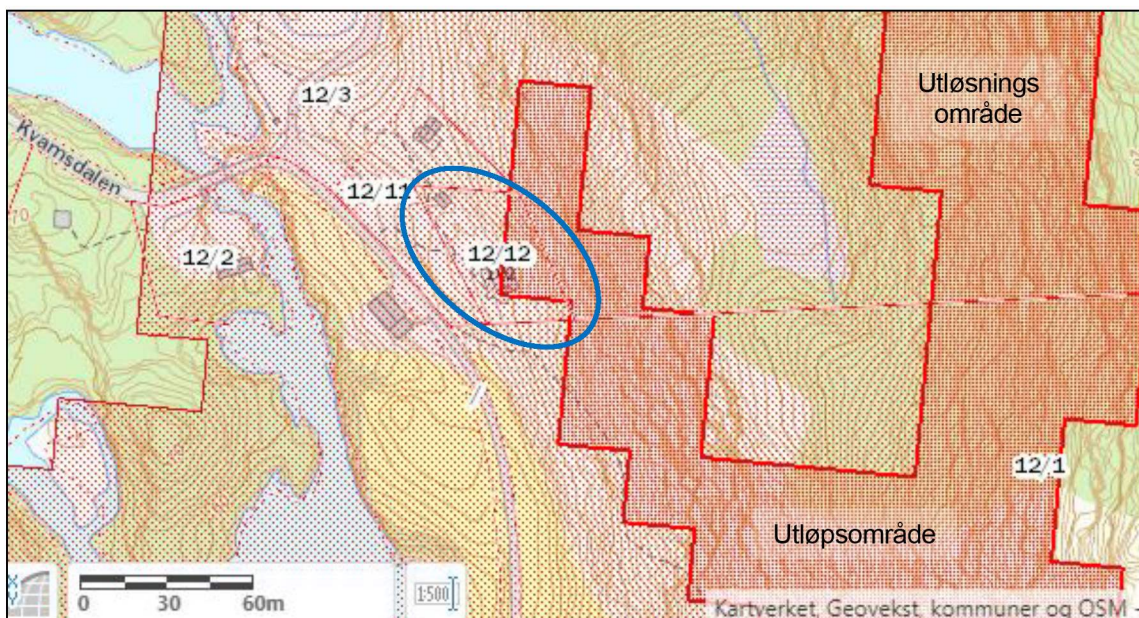 Utløsnings
område
12/3
Kvamsdalen
12/11
70
12/2
12/12
12/1
Utløpsområde
X,Y
0 30 60m
1:500
Kartverket, Geovekst, kommuner og OSM -